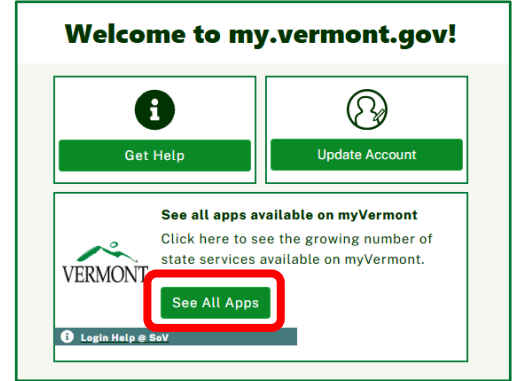 Welcome to my.vermont.gov!
Get Help
Update Account
See all apps available on myVermont
Click here to see the growing number of
state services available on myVermont.
VERMONT
See All Apps
Login Help @ SoV